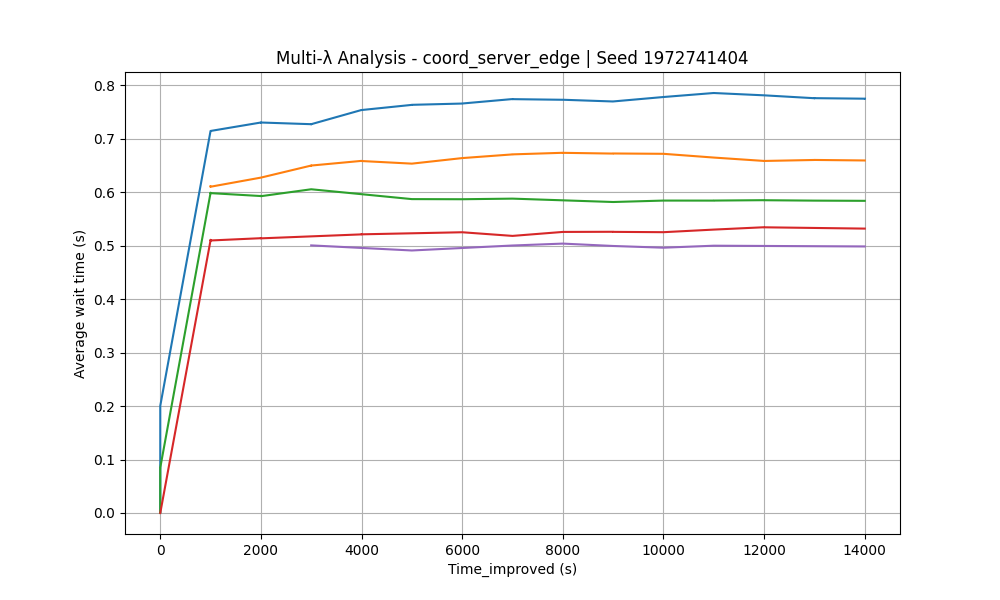 Multi-λ Analysis - coord_server_edge | Seed 1972741404
Average wait time (s)
0.8
0.7
0.6
0.5
0.4
0.3
0.2
0.1
0.0
0 2000 4000 6000 8000 10000 12000 14000
Time_improved (s)